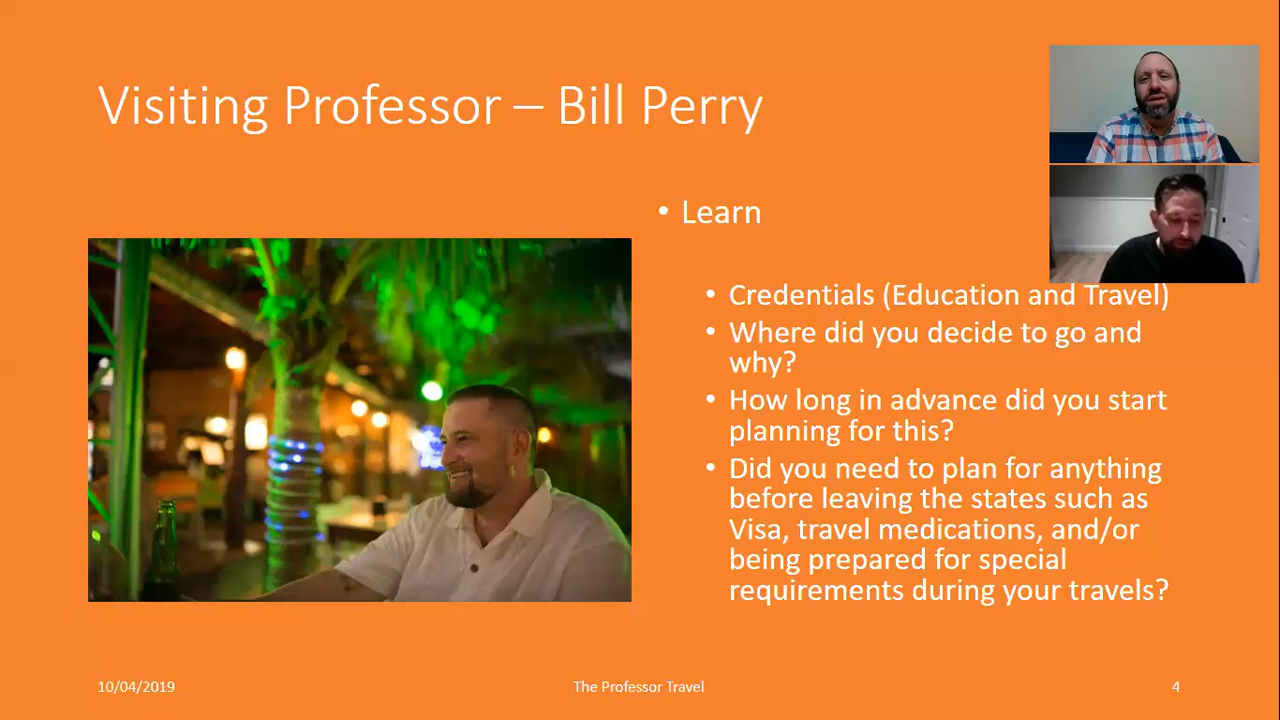 Visiting Professor – Bill Perry
• Learn
• Credentials (Education and Travel)
• Where did you decide to go and
why?
• How long in advance did you start
planning for this?
• Did you need to plan for anything
before leaving the states such as
Visa, travel medications, and/or
being prepared for special
requirements during your travels?
10/04/2019
The Professor Travel
4